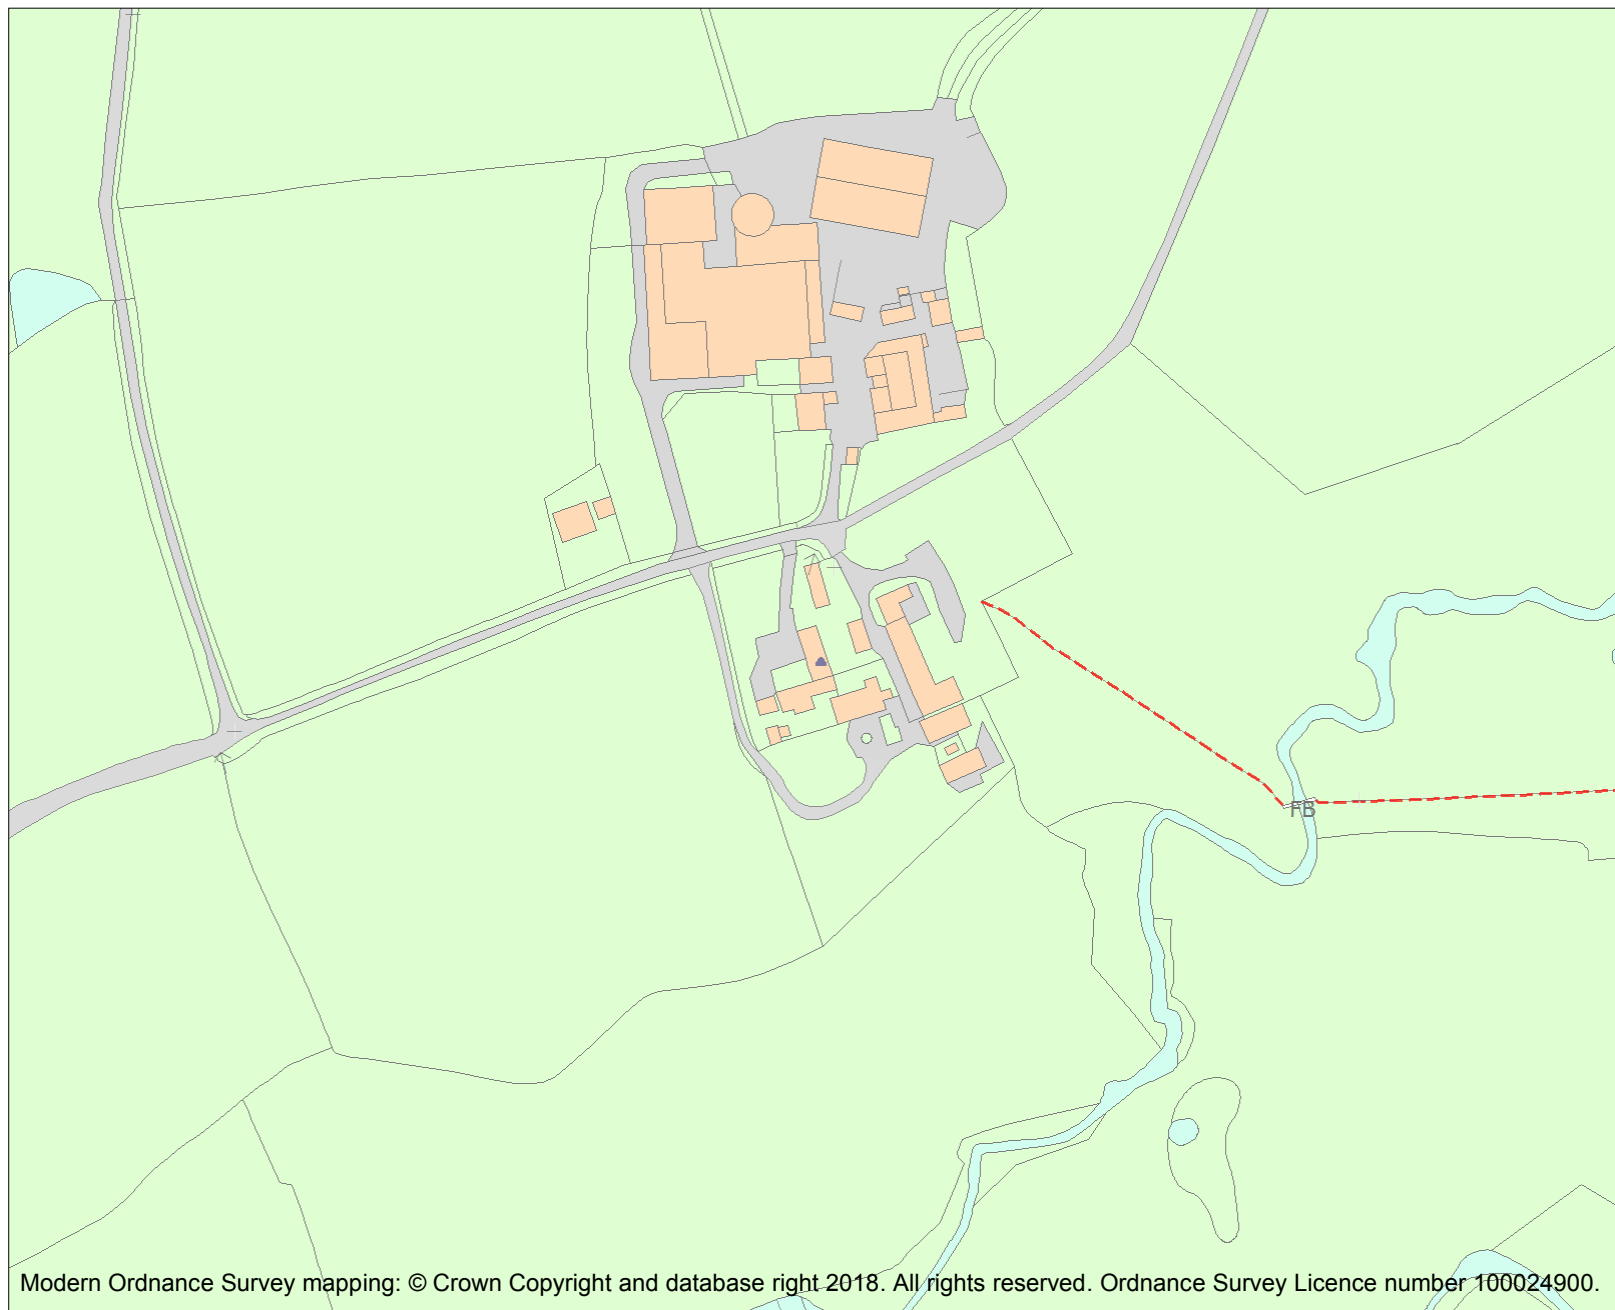 FB
Modern Ordnance Survey mapping: © Crown Copyright and database right 2018. All rights reserved. Ordnance Survey Licence number 100024900.